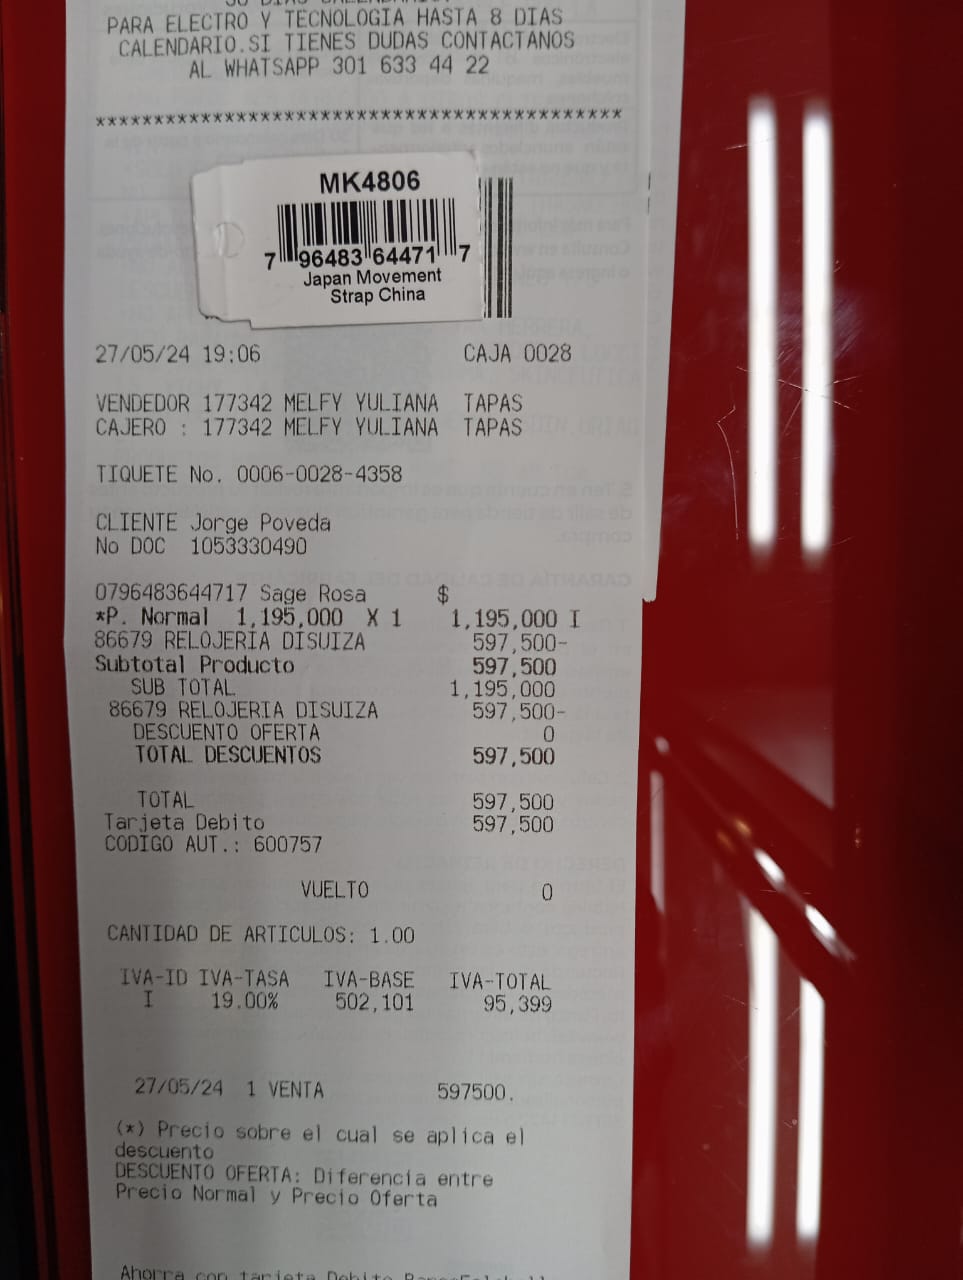 PARA ELECTRO Y TECNOLOGIA HASTA 8 DIAS
CALENDARIO.SI TIENES DUDAS CONTACTANOS
AL WHATSAPP 301 633 44 22
*********************************************
MK4806
7 96483 64471 7
Japan Movement
Strap China
27/05/24 19:06 CAJA 0028
VENDEDOR 177342 MELFY YULIANA TAPAS
CAJERO : 177342 MELFY YULIANA TAPAS
TIQUETE No. 0006-0028-4358
CLIENTE Jorge Poveda
No DOC 1053330490
0796483644717 Sage Rosa $
*P. Normal 1,195,000 X 1 1,195,000 I
86679 RELOJERIA DISUIZA 597,500-
Subtotal Producto 597,500
SUB TOTAL 1,195,000
86679 RELOJERIA DISUIZA 597,500-
DESCUENTO OFERTA 0
TOTAL DESCUENTOS 597,500
TOTAL 597,500
Tarjeta Debito 597,500
CODIGO AUT.: 600757
VUELTO 0
CANTIDAD DE ARTICULOS: 1.00
IVA-ID IVA-TASA IVA-BASE IVA-TOTAL
I 19.00% 502,101 95,399
27/05/24 1 VENTA 597500.
(*) Precio sobre el cual se aplica el
descuento
DESCUENTO OFERTA: Diferencia entre
Precio Normal y Precio Oferta
Ahorra con tarjeta Debito